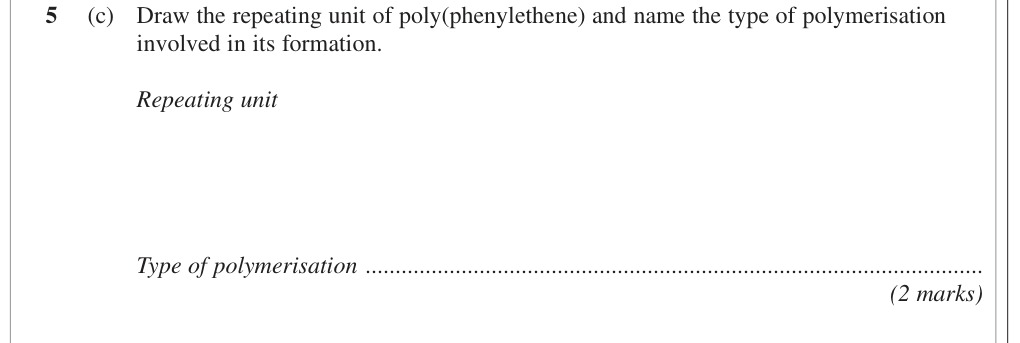 5 (c) Draw the repeating unit of poly(phenylethene) and name the type of polymerisation
involved in its formation.
Repeating unit
Type of polymerisation ....................................................................................................
(2 marks)